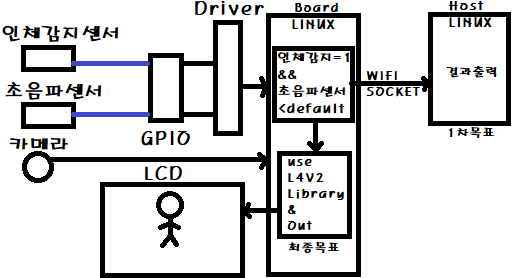 Driver
Board
LINUX
Host
LINUX
인체감지센서
초음파센서
GPIO
카메라
LCD
인체감지=1
&&
초음파센서
<default
WIFI
SOCKET
결과출력
1차목표
use
L4V2
Library
&
Out
최종목표